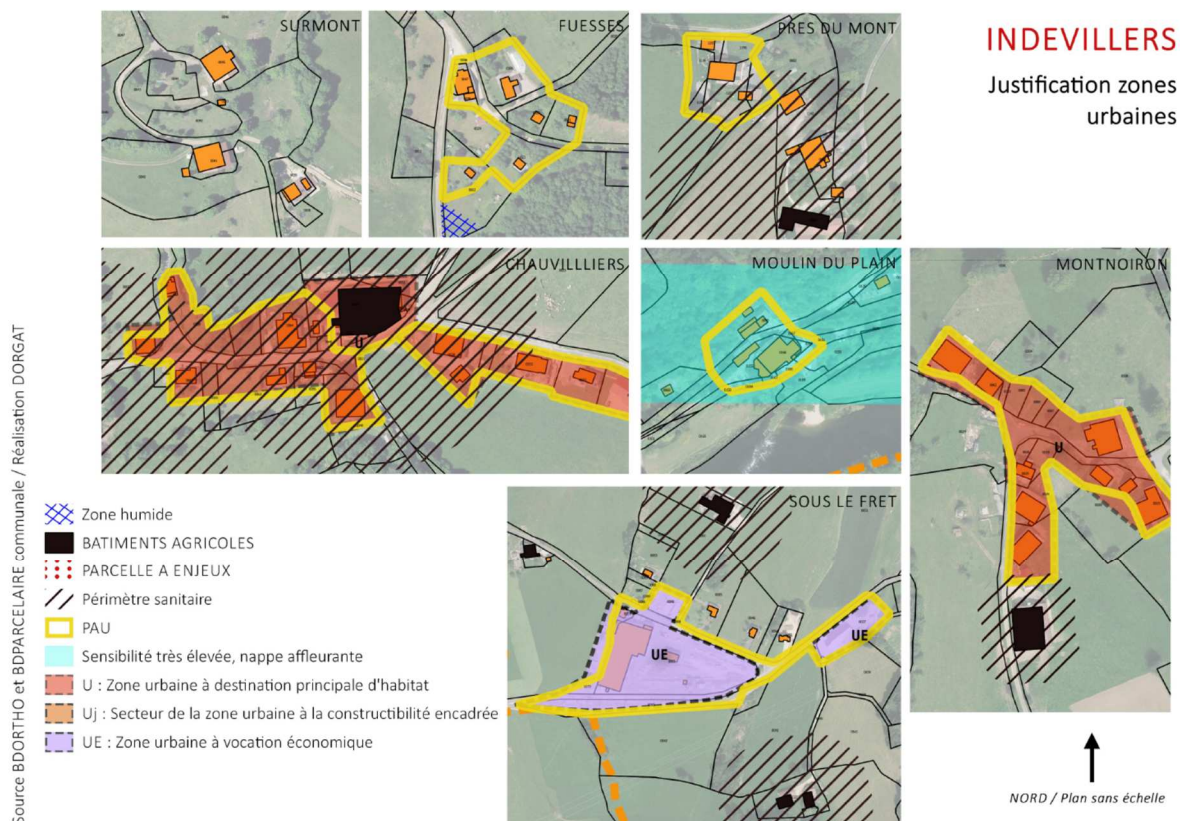 SURMONT
FUESSES
PRES DU MONT
INDEVILLERS
Justification zones
urbaines
CHAUVILLLIERS
U
MOULIN DU PLAIN
MONTNOIRON
U
SOUS LE FRET
UE
UE
Zone humide
BATIMENTS AGRICOLES
PARCELLE A ENJEUX
Périmètre sanitaire
PAU
Sensibilité très élevée, nappe affleurante
U : Zone urbaine à destination principale d'habitat
Uj : Secteur de la zone urbaine à la constructibilité encadrée
UE : Zone urbaine à vocation économique
NORD / Plan sans échelle
Source BDORTHO et BDPARCELAIRE communale / Réalisation DORGAT